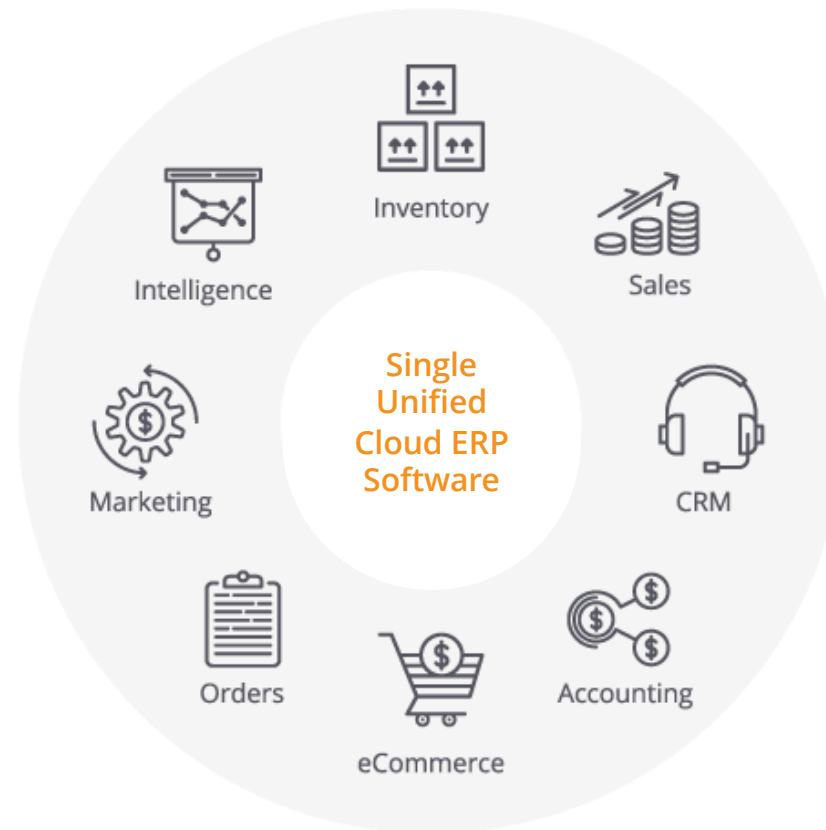 Inventory
Sales
Intelligence
Single
Unified
Cloud ERP
Software
CRM
Marketing
Accounting
Orders
eCommerce